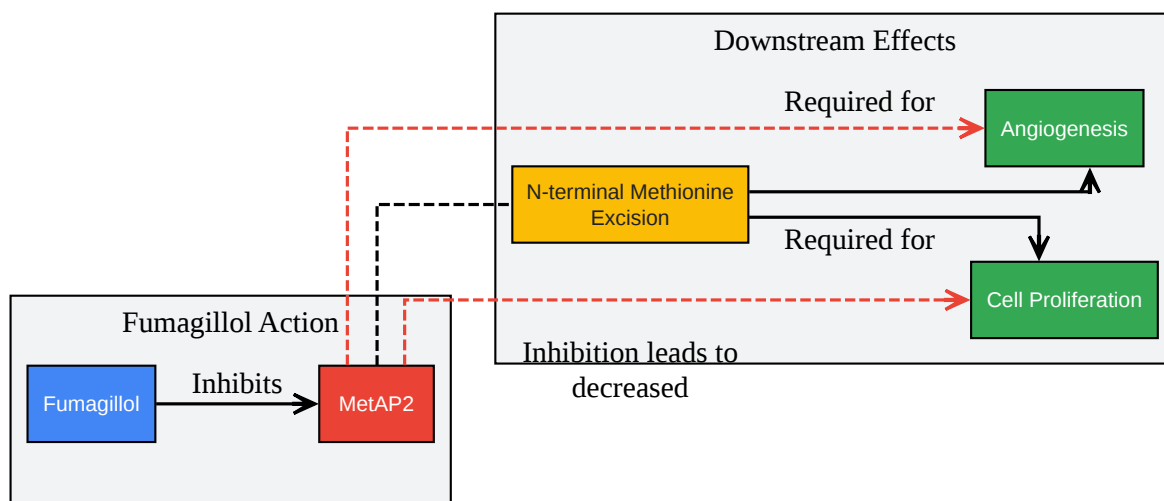 Downstream Effects
Required for
Angiogenesis
N-terminal Methionine
Excision
Required for
Cell Proliferation
Inhibition leads to
decreased
Fumagillol Action
Fumagillol
Inhibits
MetAP2